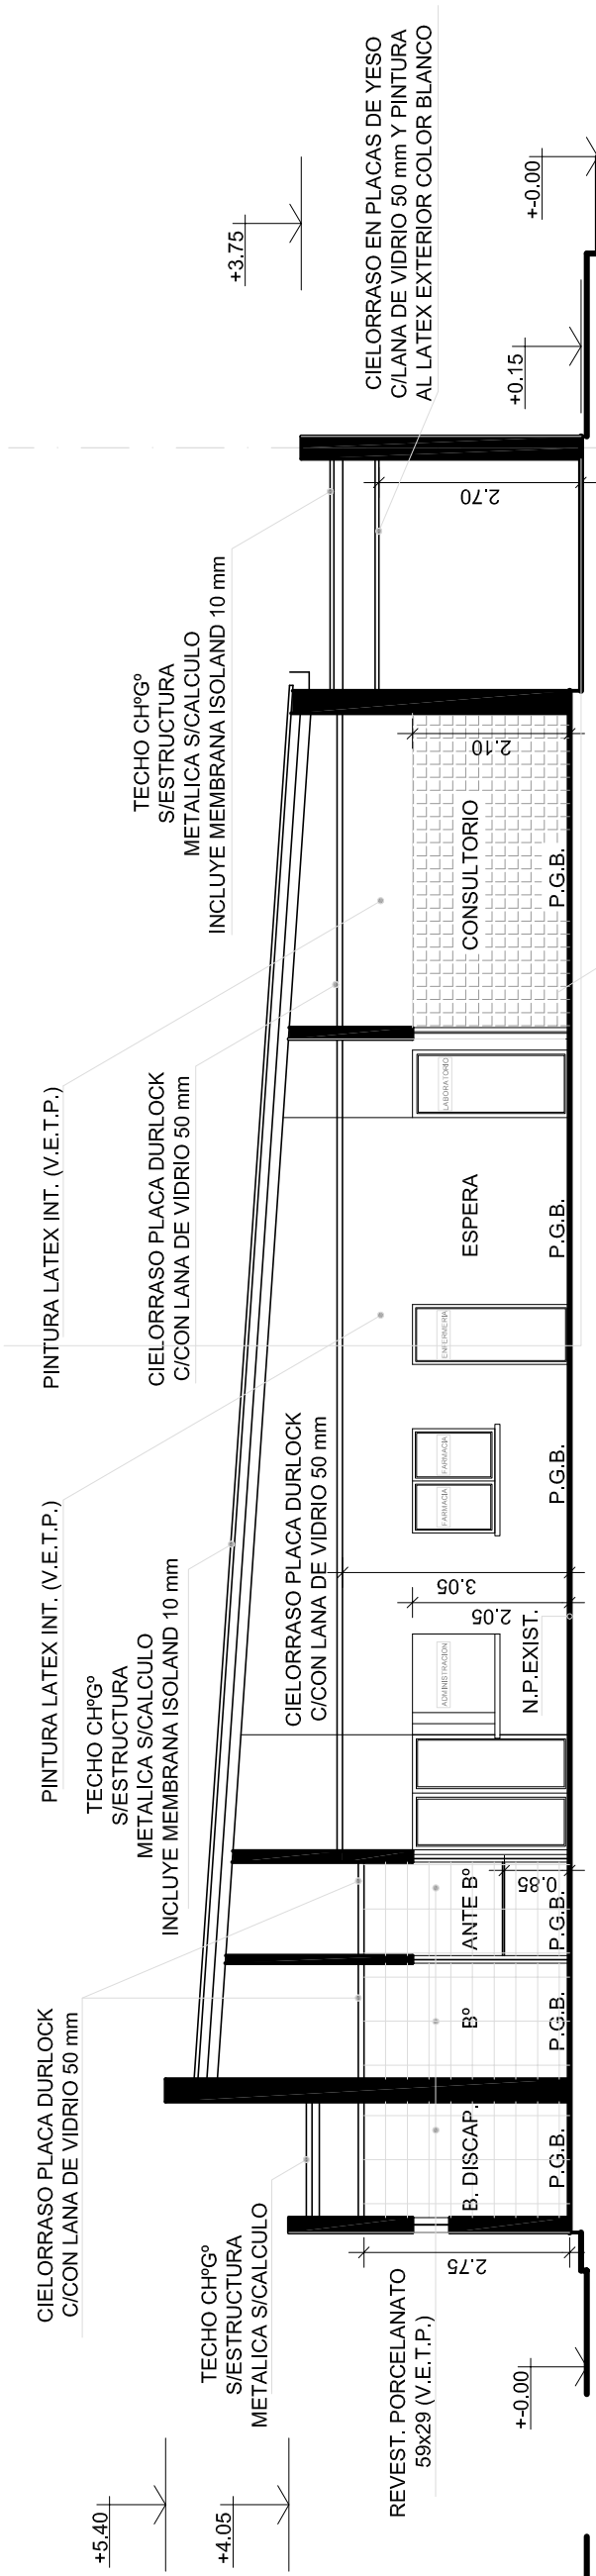 +5.40
+4.05
CIELORRASO PLACA DURLOCK
C/CON LANA DE VIDRIO 50 mm
TECHO CHºGº
S/ESTRUCTURA
METALICA S/CALCULO
REVEST. PORCELANATO
59x29 (V.E.T.P.)
+-0.00
2.75
B. DISCAP.
P.G.B.
Bº
P.G.B.
ANTE Bº
P.G.B.
0.85
PINTURA LATEX INT. (V.E.T.P.)
TECHO CHºGº
S/ESTRUCTURA
METALICA S/CALCULO
INCLUYE MEMBRANA ISOLAND 10 mm
CIELORRASO PLACA DURLOCK
C/CON LANA DE VIDRIO 50 mm
ADMINISTRACION
N.P.EXIST.
2.05
3.05
FARMACIA
FARMACIA
P.G.B.
ENFERMERIA
PINTURA LATEX INT. (V.E.T.P.)
CIELORRASO PLACA DURLOCK
C/CON LANA DE VIDRIO 50 mm
ESPERA
P.G.B.
LABORATORIO
CONSULTORIO
P.G.B.
2.10
TECHO CHºGº
S/ESTRUCTURA
METALICA S/CALCULO
INCLUYE MEMBRANA ISOLAND 10 mm
2.70
CIELORRASO EN PLACAS DE YESO
C/LANA DE VIDRIO 50 mm Y PINTURA
AL LATEX EXTERIOR COLOR BLANCO
+3.75
+0.15
+-0.00